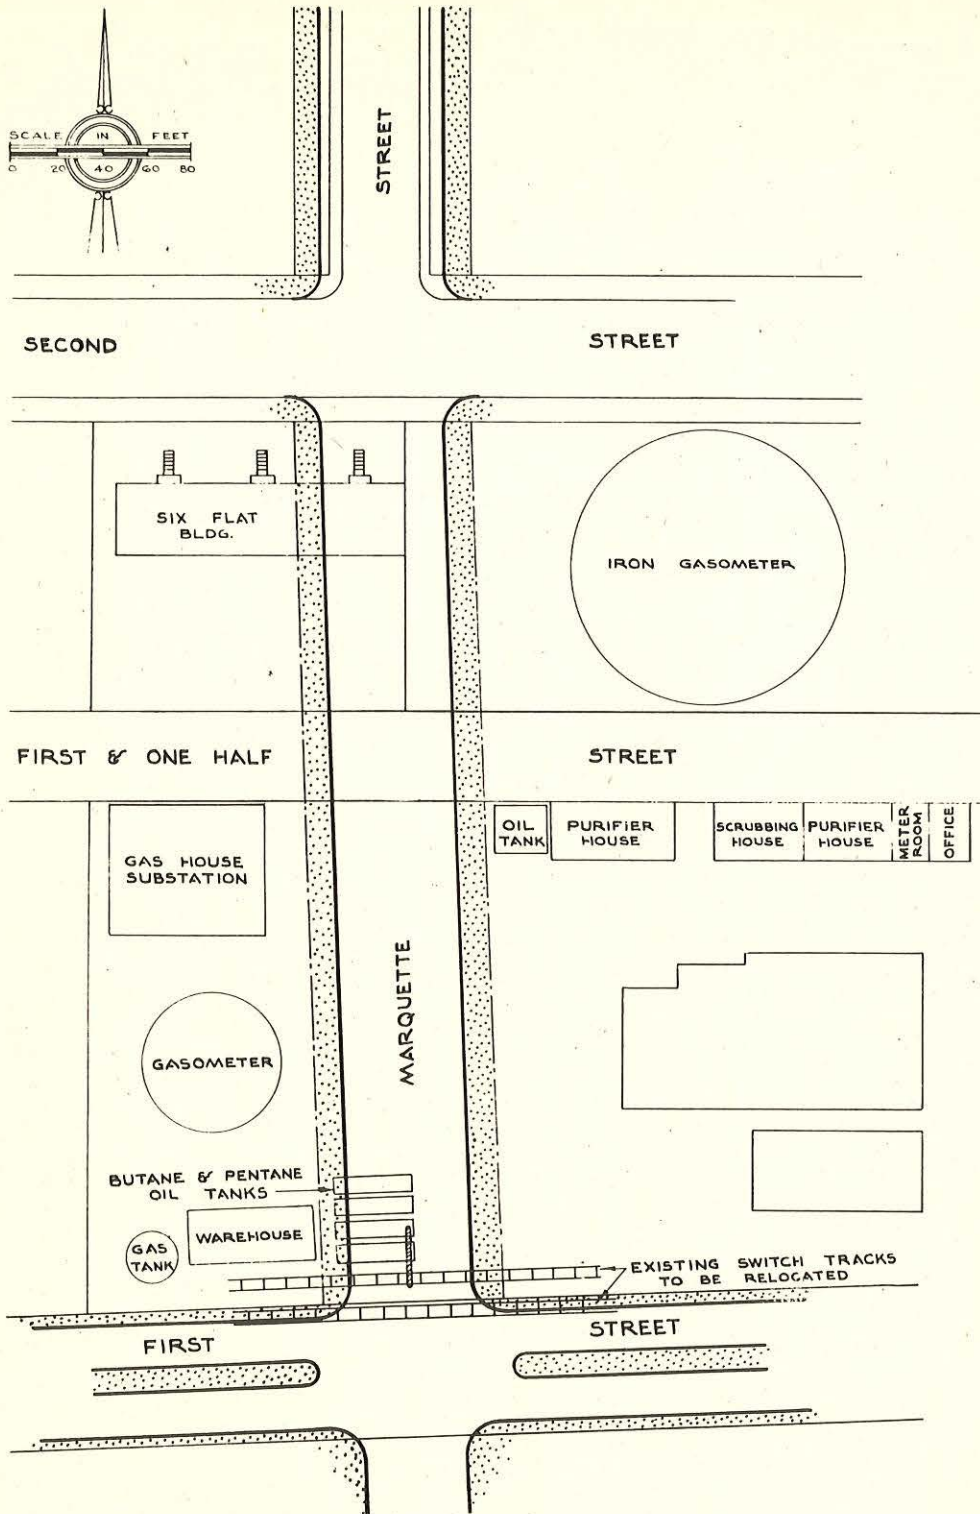 SCALE IN FEET
0 20 40 60 80
STREET
SECOND STREET
SIX FLAT
BLDG.
IRON GASOMETER
FIRST & ONE HALF STREET
GAS HOUSE
SUBSTATION
OIL
TANK
PURIFIER
HOUSE
SCRUBBING
HOUSE
PURIFIER
HOUSE
METER
ROOM
OFFICE
MARQUETTE
GASOMETER
BUTANE & PENTANE
OIL TANKS
WAREHOUSE
GAS
TANK
EXISTING SWITCH TRACKS
TO BE RELOCATED
FIRST STREET